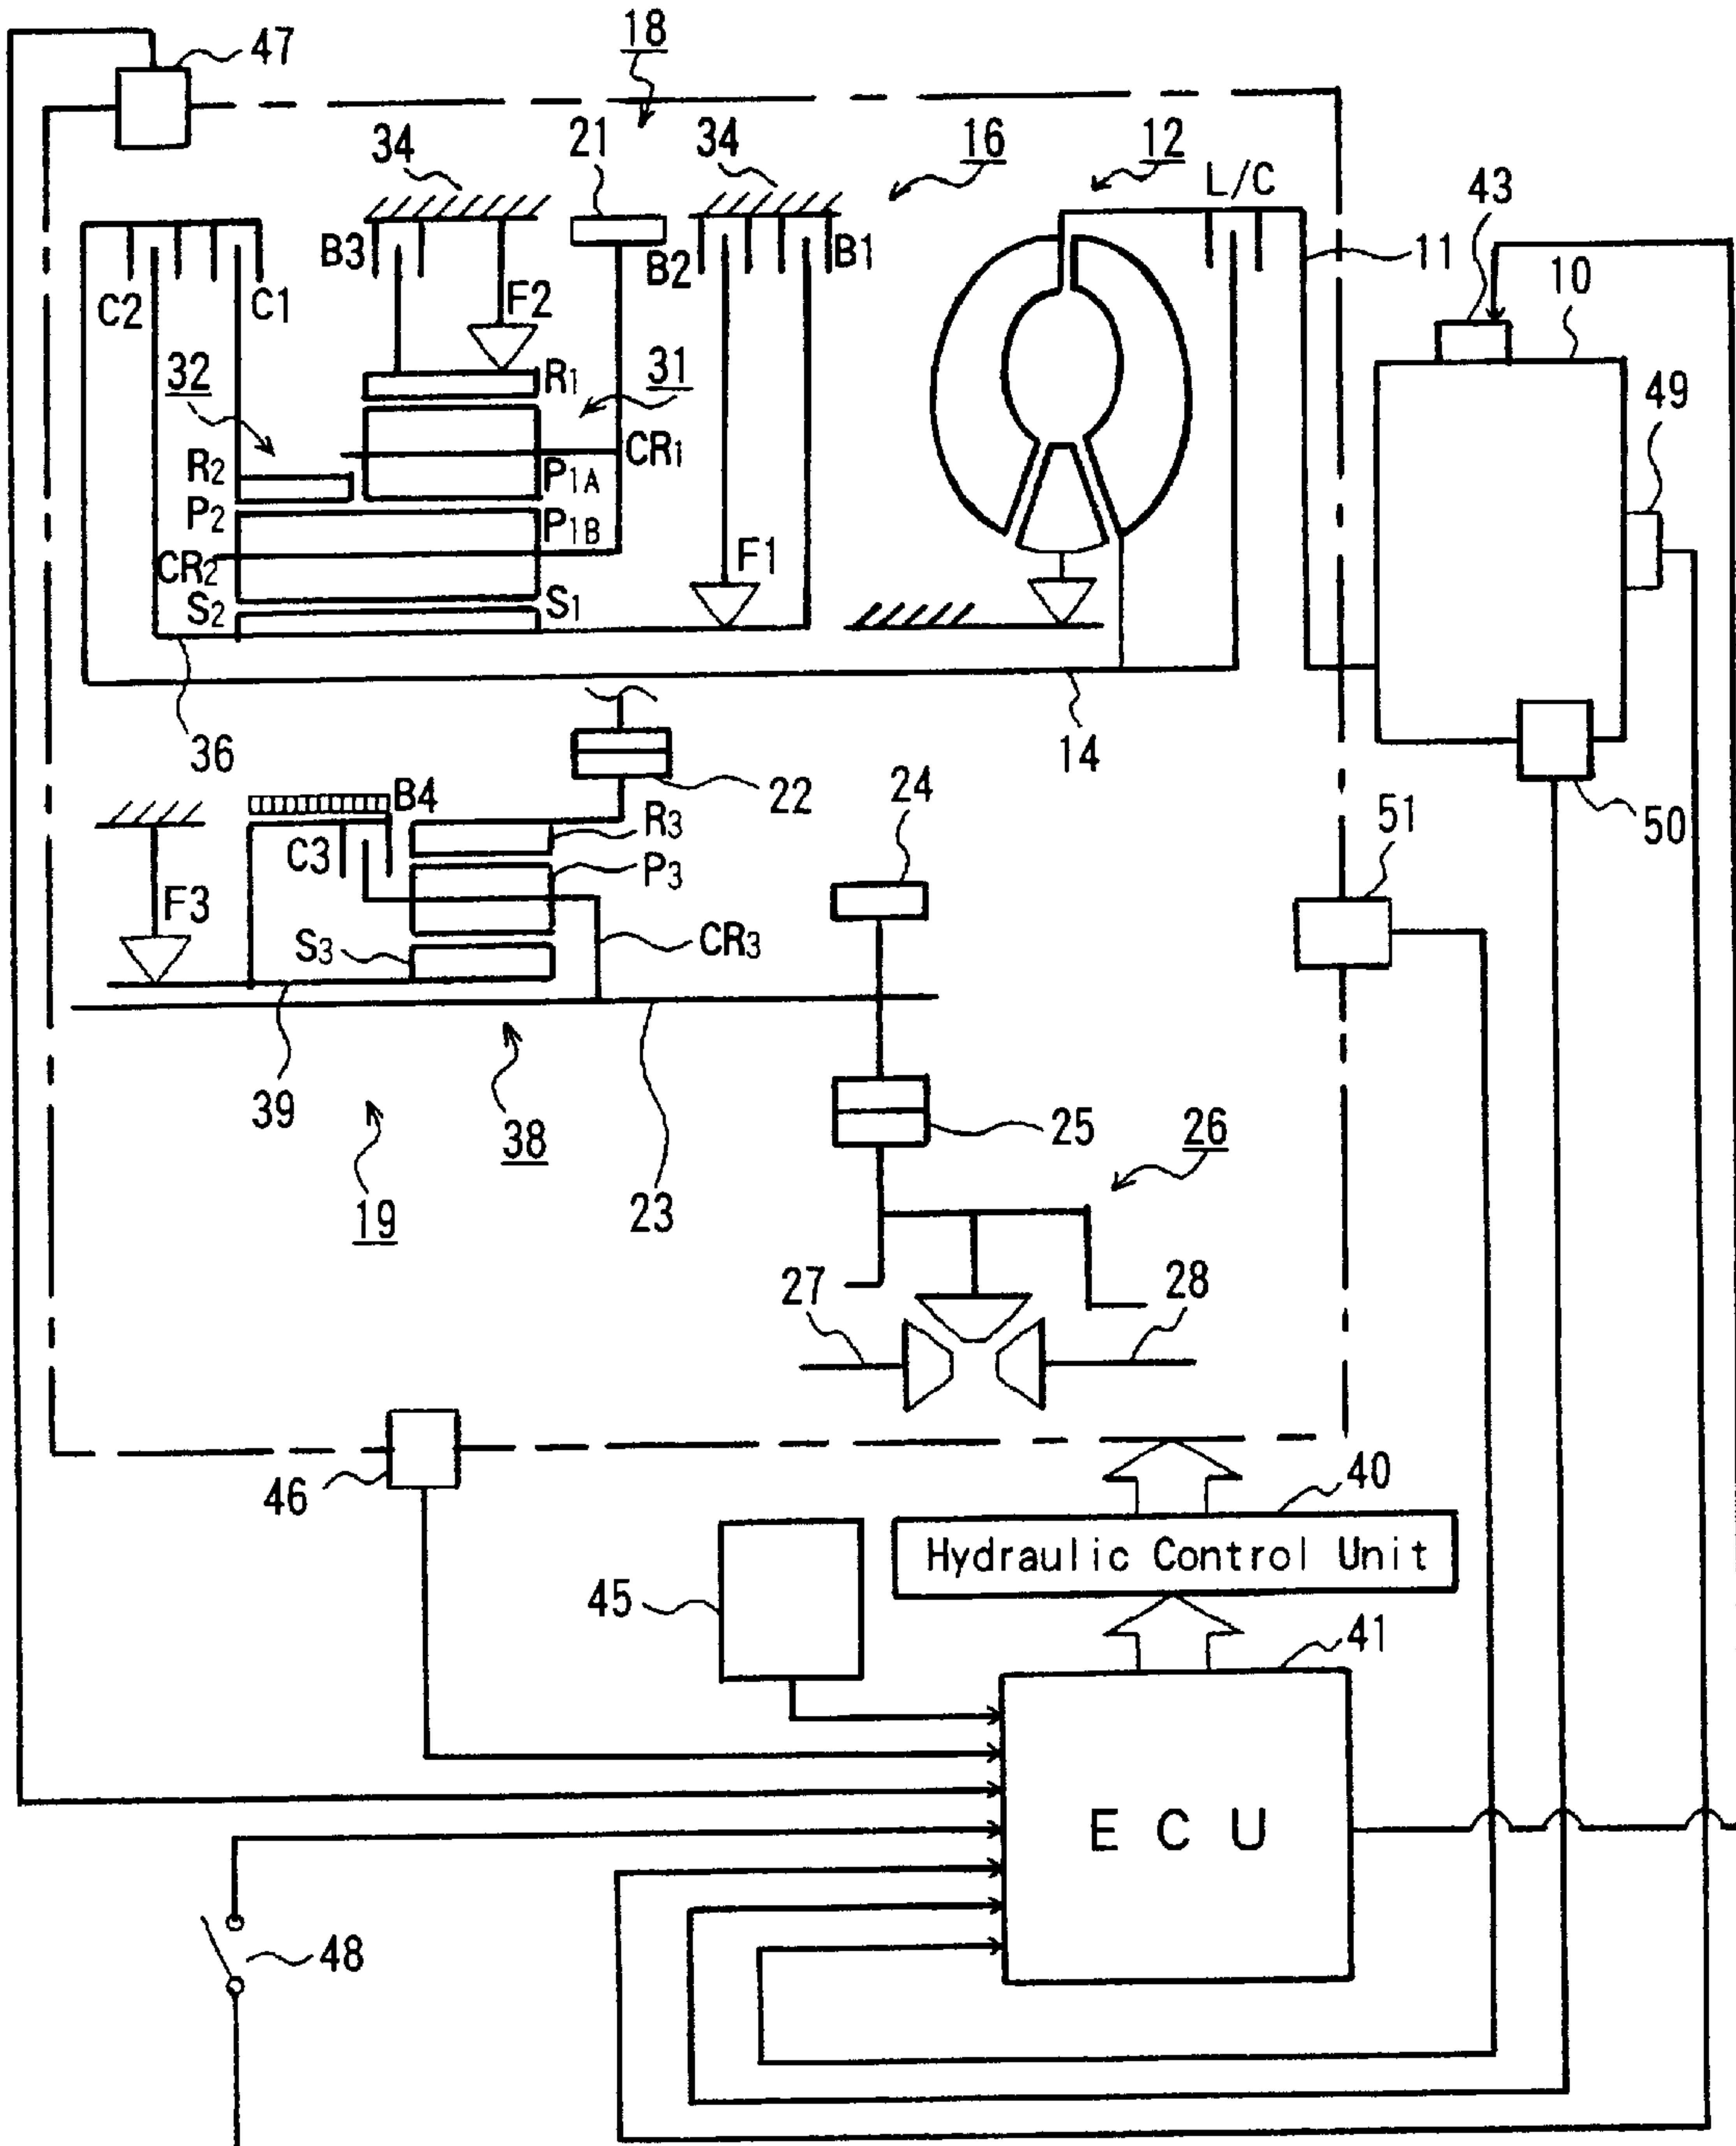 18
47
34
21
34
16
12
L/C
43
B3
B2
B1
11
10
C2
C1
F2
32
R1
31
49
R2
CR1
P1A
P2
P1B
CR2
F1
S2
S1
36
14
22
24
50
B4
R3
51
C3
P3
F3
S3
CR3
39
38
25
26
19
23
27
28
46
40
Hydraulic Control Unit
45
41
ECU
48